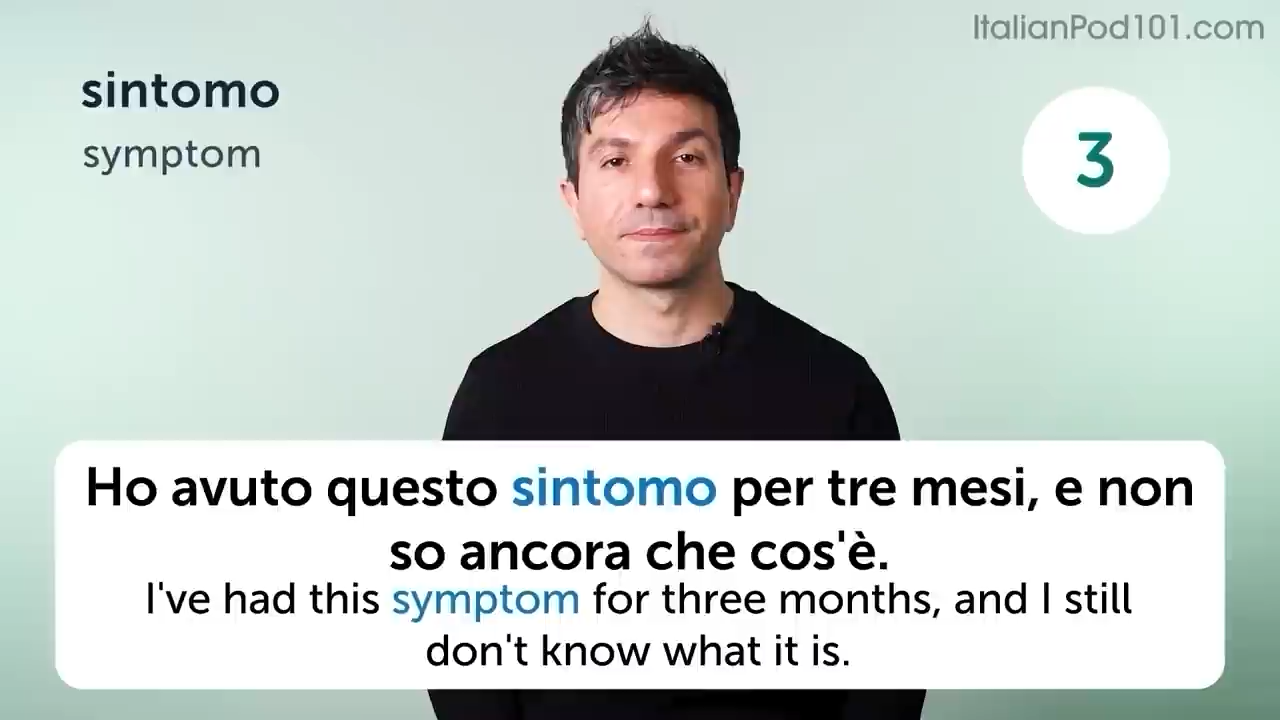 ItalianPod101.com
sintomo
symptom
3
Ho avuto questo sintomo per tre mesi, e non
so ancora che cos'è.
I've had this symptom for three months, and I still
don't know what it is.